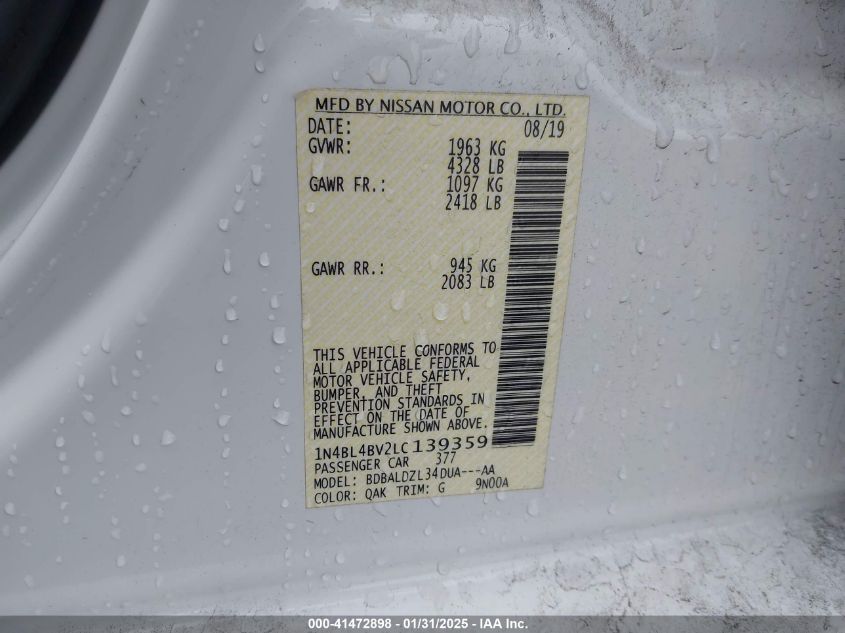 MFD BY NISSAN MOTOR CO., LTD.
DATE: 08/19
GVWR: 1963 KG
4328 LB
GAWR FR.: 1097 KG
2418 LB
GAWR RR.: 945 KG
2083 LB
THIS VEHICLE CONFORMS TO
ALL APPLICABLE FEDERAL
MOTOR VEHICLE SAFETY,
BUMPER, AND THEFT
PREVENTION STANDARDS IN
EFFECT ON THE DATE OF
MANUFACTURE SHOWN ABOVE.
1N4BL4BV2LC139359
PASSENGER CAR 377
MODEL: BDBALDZL34DUA---AA
COLOR: QAK TRIM: G 9N00A
000-41472898 - 01/31/2025 - IAA Inc.